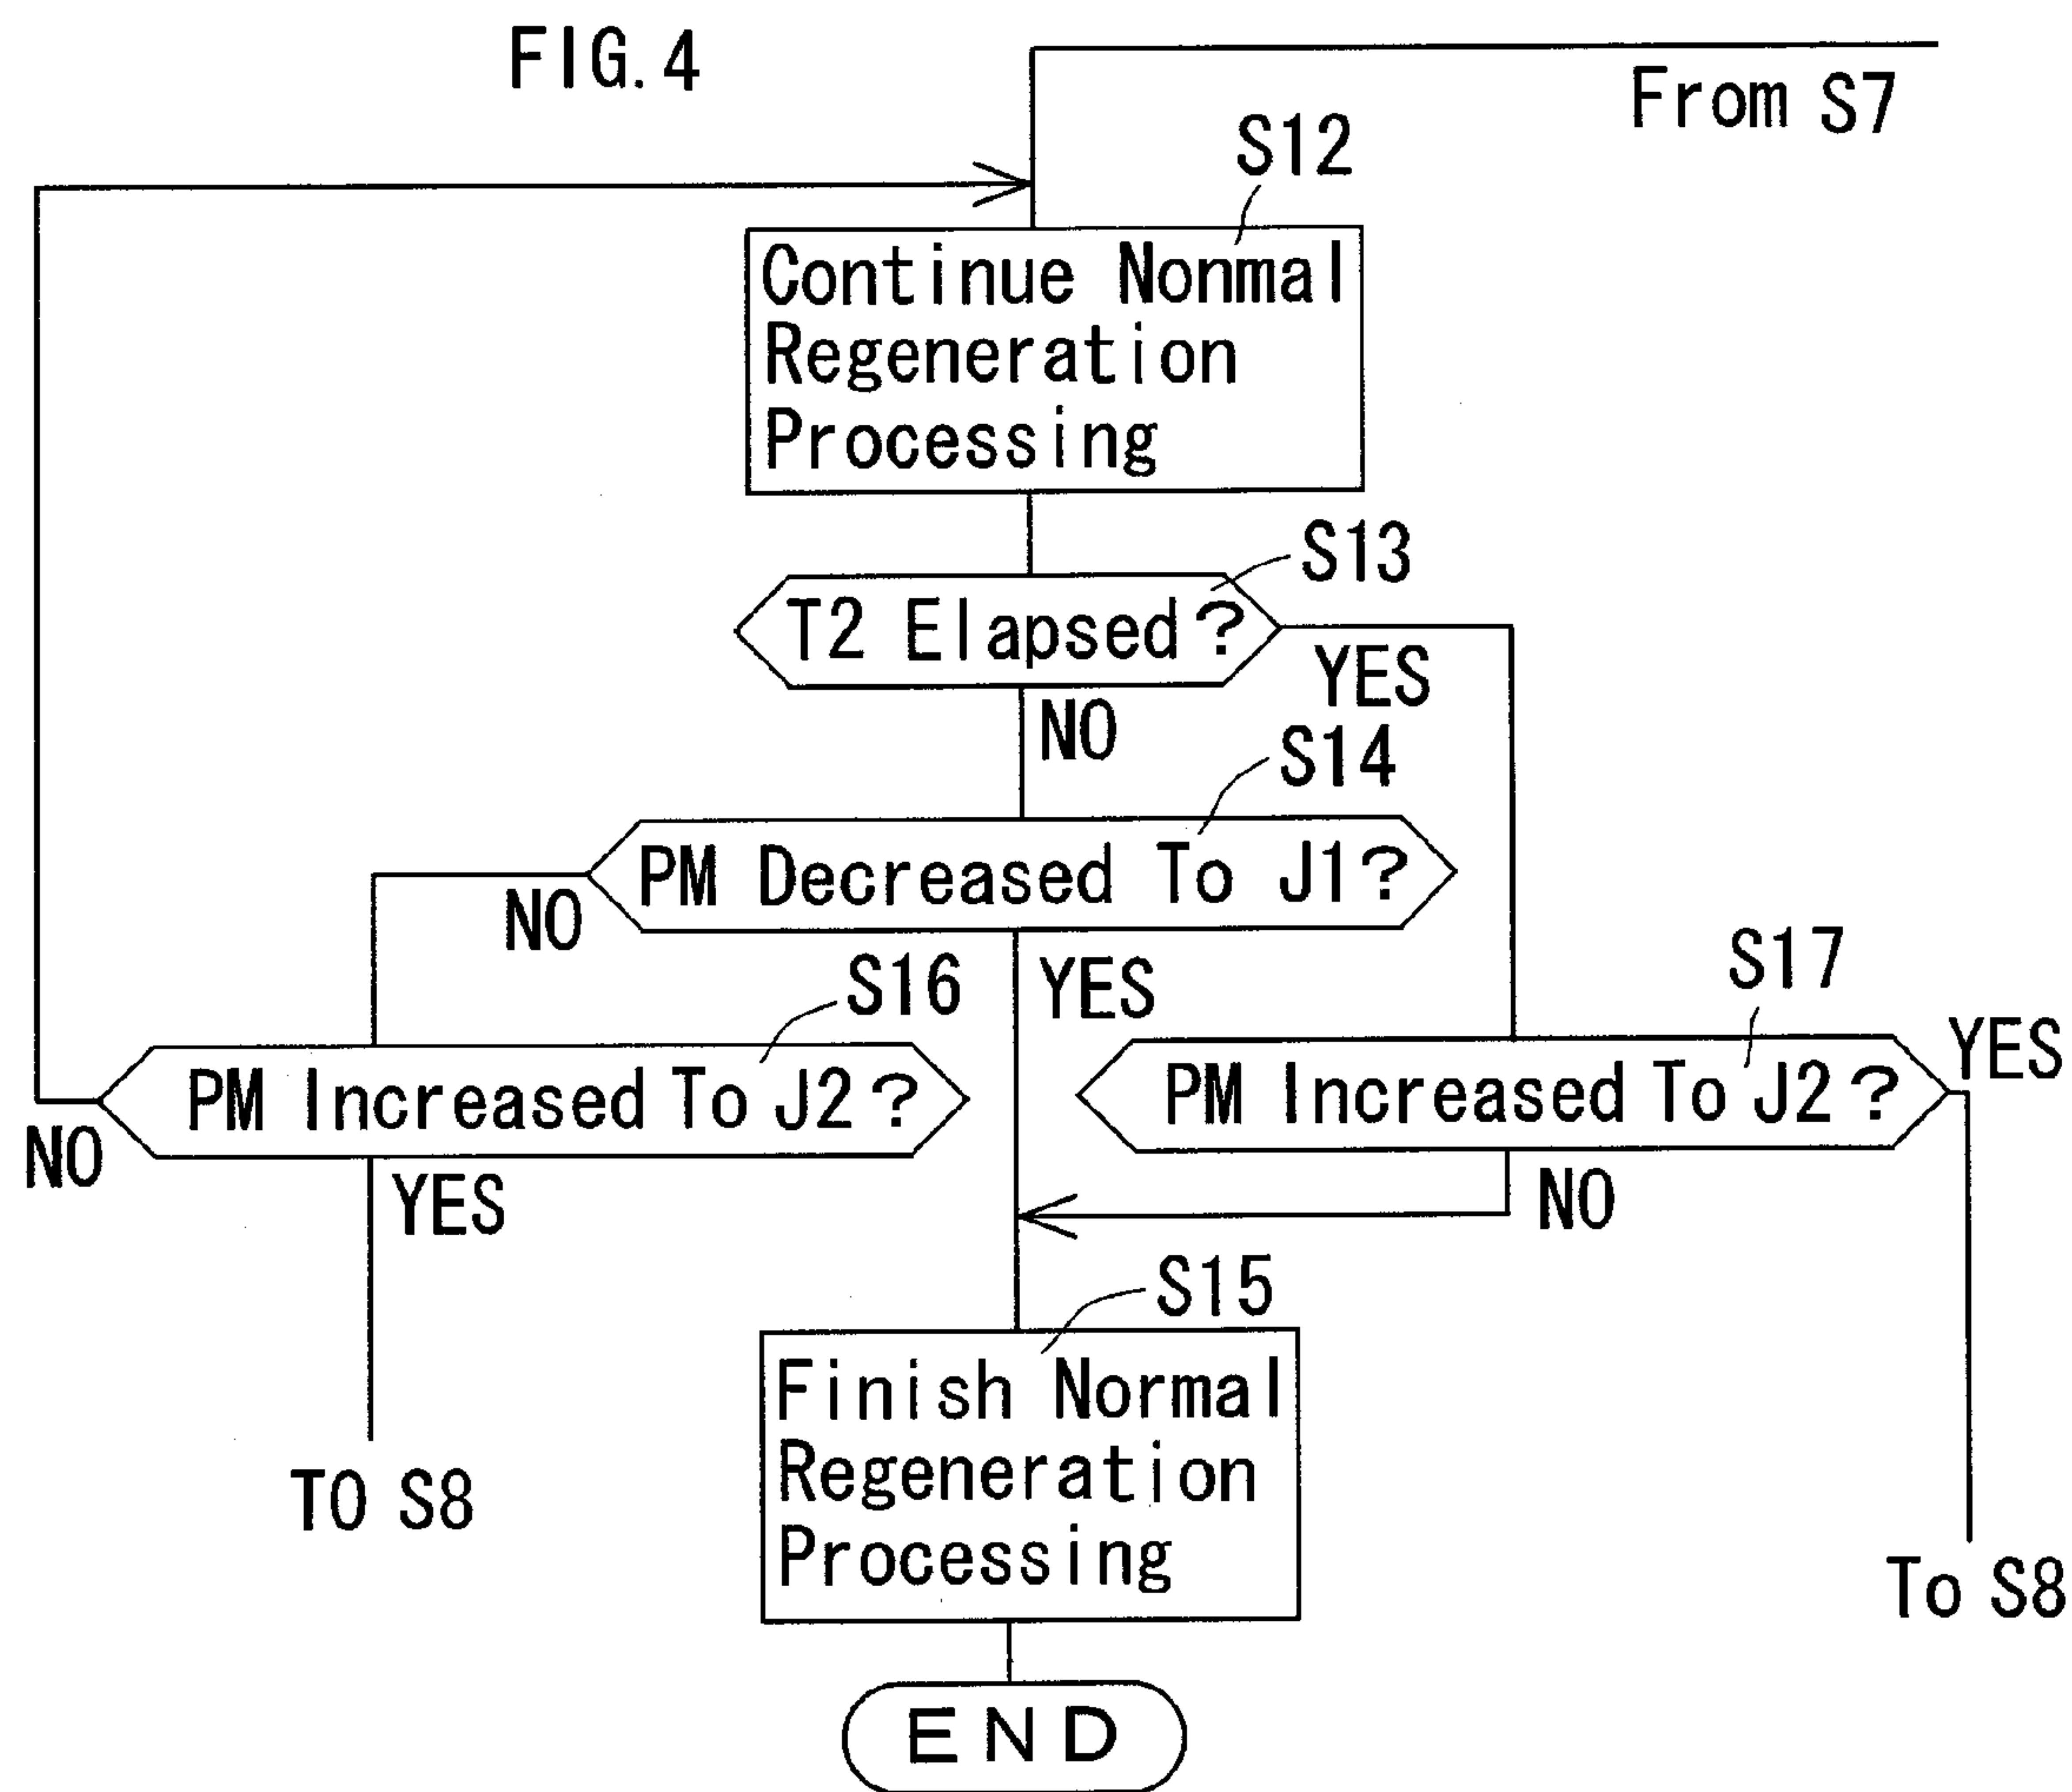 FIG.4
From S7
S12
Continue Nonmal
Regeneration
Processing
S13
T2 Elapsed?
YES
NO
S14
PM Decreased To J1?
NO
YES
S16
S17
PM Increased To J2?
NO
YES
PM Increased To J2?
YES
NO
S15
TO S8
Finish Normal
Regeneration
Processing
To S8
END